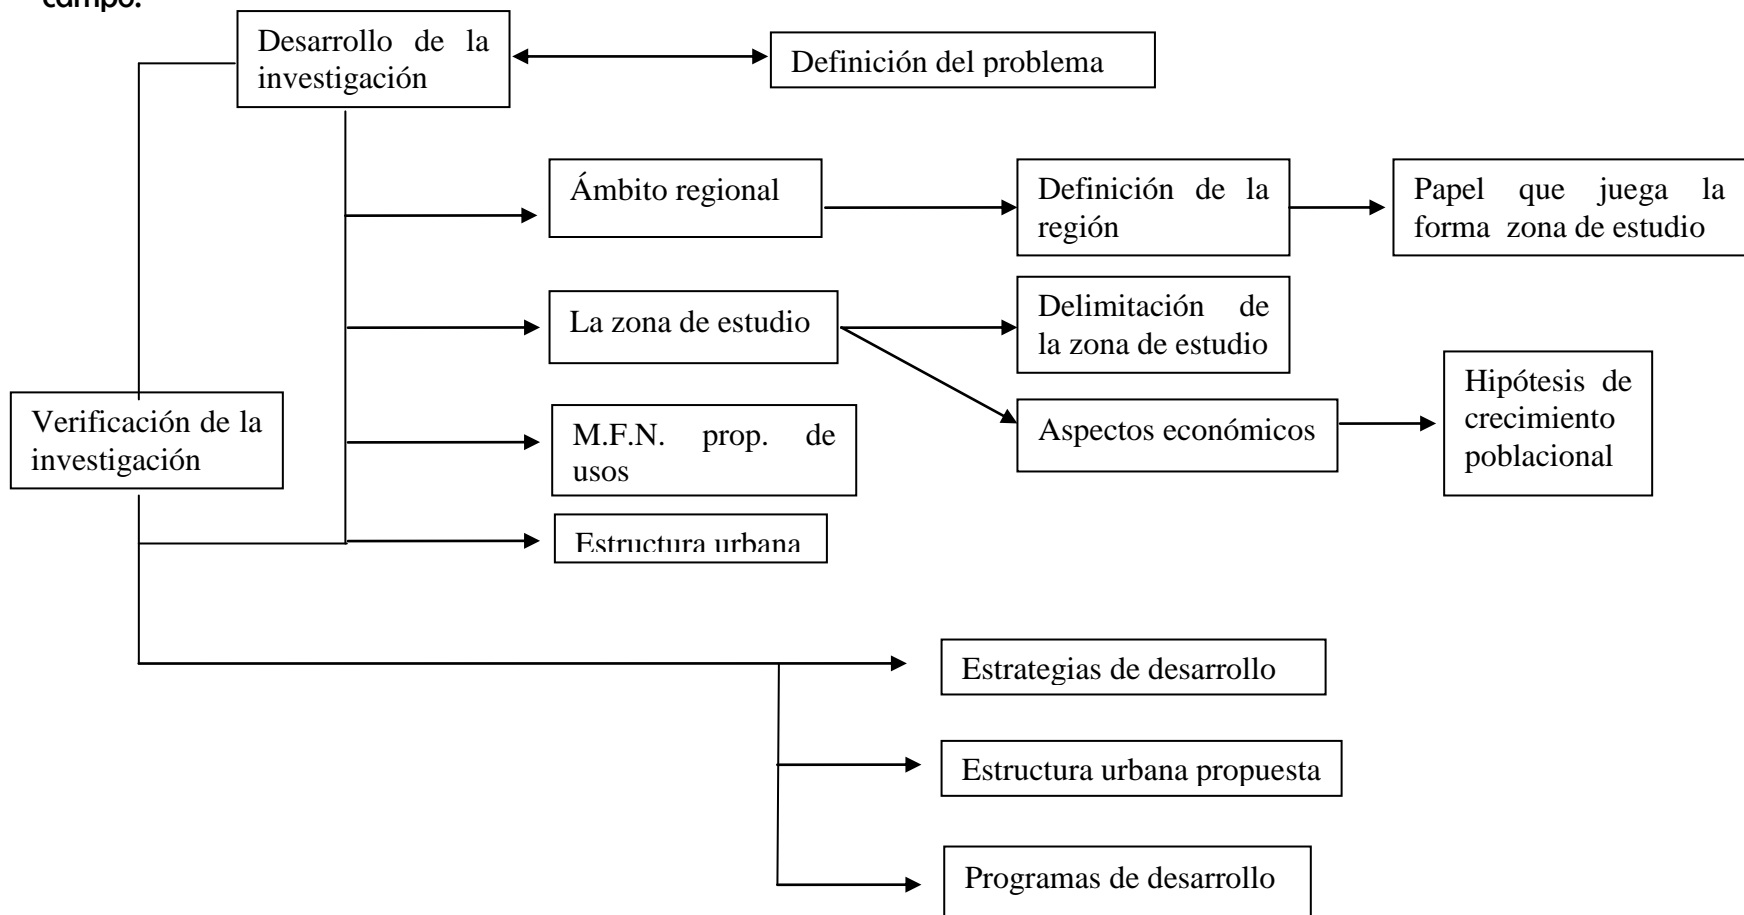 campo.
Desarrollo de la
investigación
Definición del problema
Ámbito regional
Definición de la
región
Papel que juega la
forma zona de estudio
La zona de estudio
Delimitación de
la zona de estudio
Hipótesis de
crecimiento
poblacional
Verificación de la
investigación
M.F.N. prop. de
usos
Aspectos económicos
Estructura urbana
Estrategias de desarrollo
Estructura urbana propuesta
Programas de desarrollo